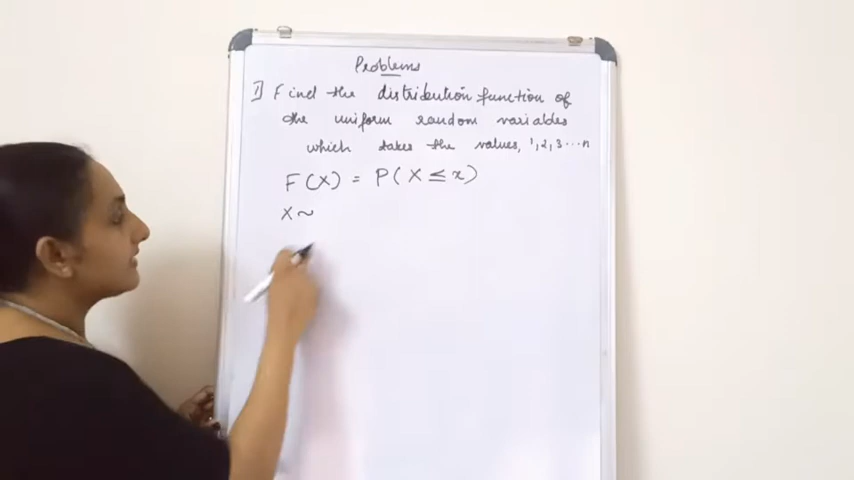 Problems
1] Find the distribution function of
the uniform random variables
which takes the values, 1,2,3...n
F(X) = P(X ≤ x)
X ~